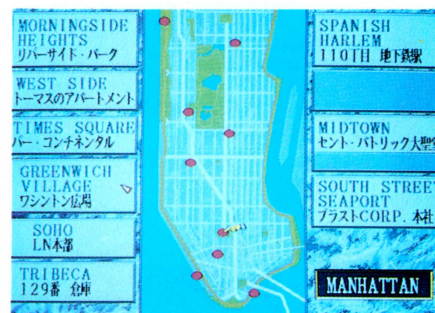 MORNINGSIDE
HEIGHTS
リバーサイド・パーク
WEST SIDE
トーマスのアパートメント
TIMES SQUARE
バー・コンチネンタル
GREENWICH
VILLAGE
ワシントン広場
SOHO
LN本部
TRIBECA
129番 倉庫
SPANISH
HARLEM
110TH 地下鉄駅
MIDTOWN
セント・パトリック大聖
SOUTH STREE
SEAPORT
ブラストCORP. 本社
MANHATTAN